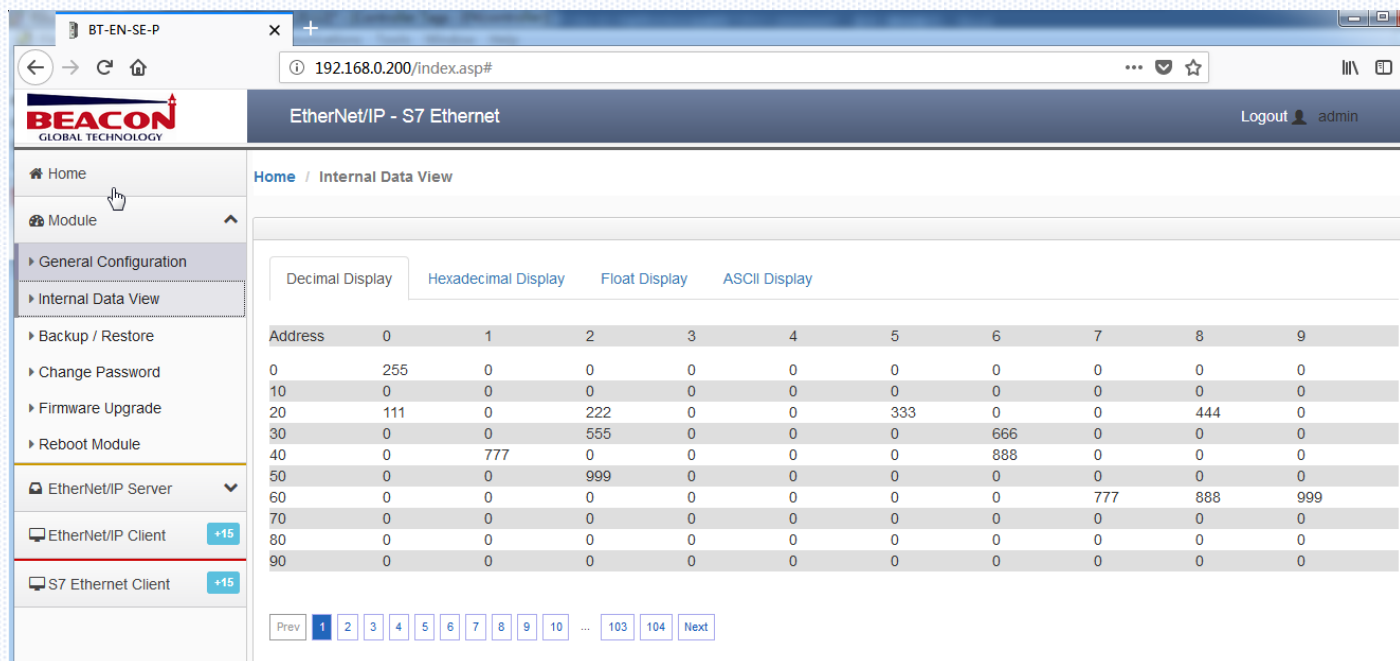 BT-EN-SE-P
192.168.0.200/index.asp#
BEACON
GLOBAL TECHNOLOGY
EtherNet/IP - S7 Ethernet
Logout admin
Home
Module
General Configuration
Internal Data View
Backup / Restore
Change Password
Firmware Upgrade
Reboot Module
EtherNet/IP Server
EtherNet/IP Client +15
S7 Ethernet Client +15
Home / Internal Data View
Decimal Display Hexadecimal Display Float Display ASCII Display
Address 0 1 2 3 4 5 6 7 8 9
0 255 0 0 0 0 0 0 0 0 0
10 0 0 0 0 0 0 0 0 0 0
20 111 0 222 0 0 333 0 0 444 0
30 0 0 555 0 0 0 666 0 0 0
40 0 777 0 0 0 0 888 0 0 0
50 0 0 999 0 0 0 0 0 0 0
60 0 0 0 0 0 0 0 777 888 999
70 0 0 0 0 0 0 0 0 0 0
80 0 0 0 0 0 0 0 0 0 0
90 0 0 0 0 0 0 0 0 0 0
Prev 1 2 3 4 5 6 7 8 9 10 ... 103 104 Next